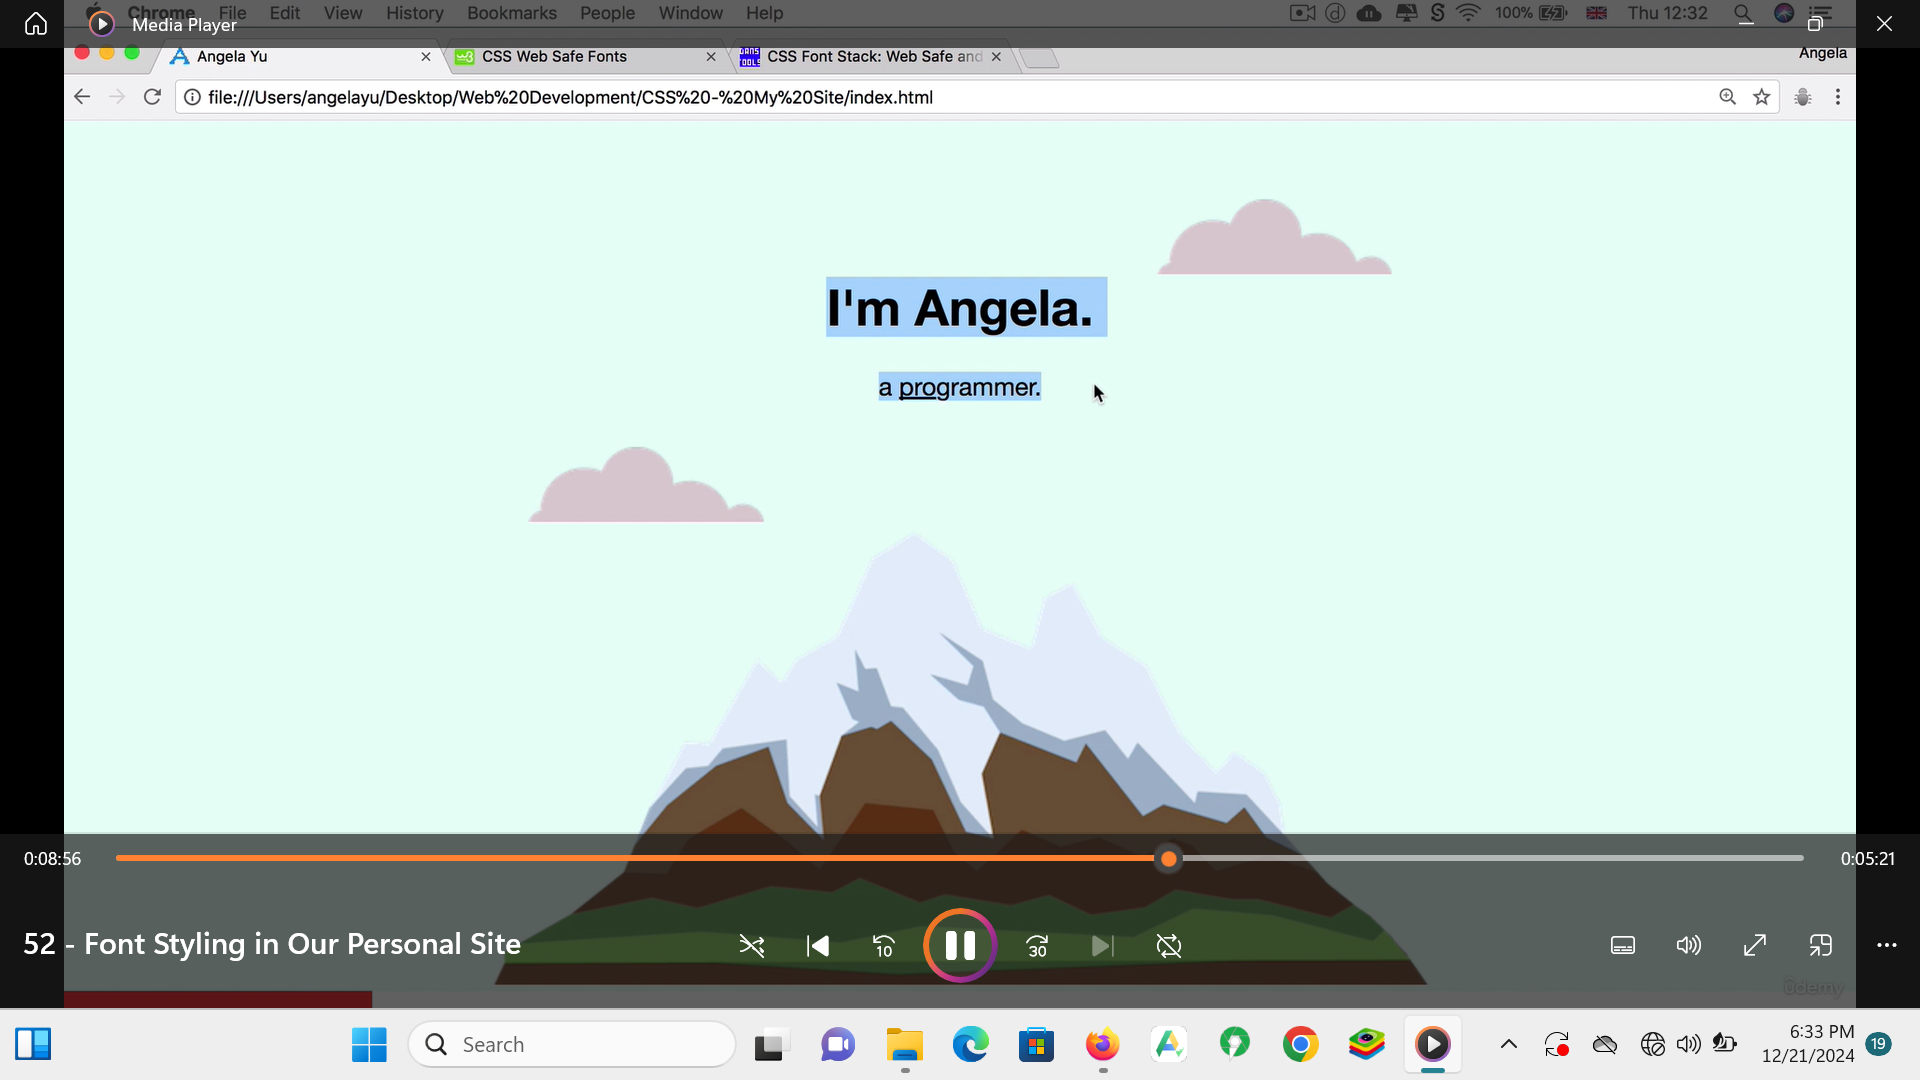 Chrome File Edit View History Bookmarks People Window Help
100% Thu 12:32
Media Player
Angela Yu
CSS Web Safe Fonts
CSS Font Stack: Web Safe and
Angela
file:///Users/angelayu/Desktop/Web%20Development/CSS%20-%20My%20Site/index.html
I'm Angela.
a programmer.
0:08:56
0:05:21
52 - Font Styling in Our Personal Site
10
30
ûdemy
Search
6:33 PM
12/21/2024
19